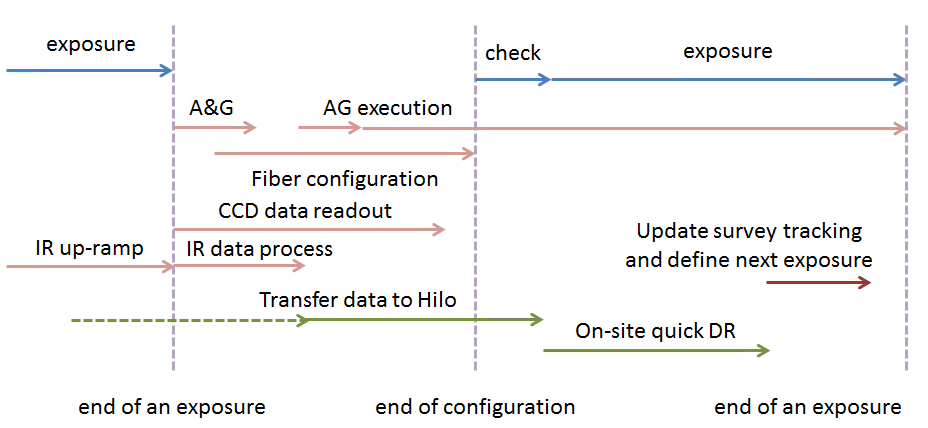 exposure
check
exposure
A&G
AG execution
Fiber configuration
CCD data readout
IR up-ramp
IR data process
Update survey tracking
and define next exposure
Transfer data to Hilo
On-site quick DR
end of an exposure
end of configuration
end of an exposure